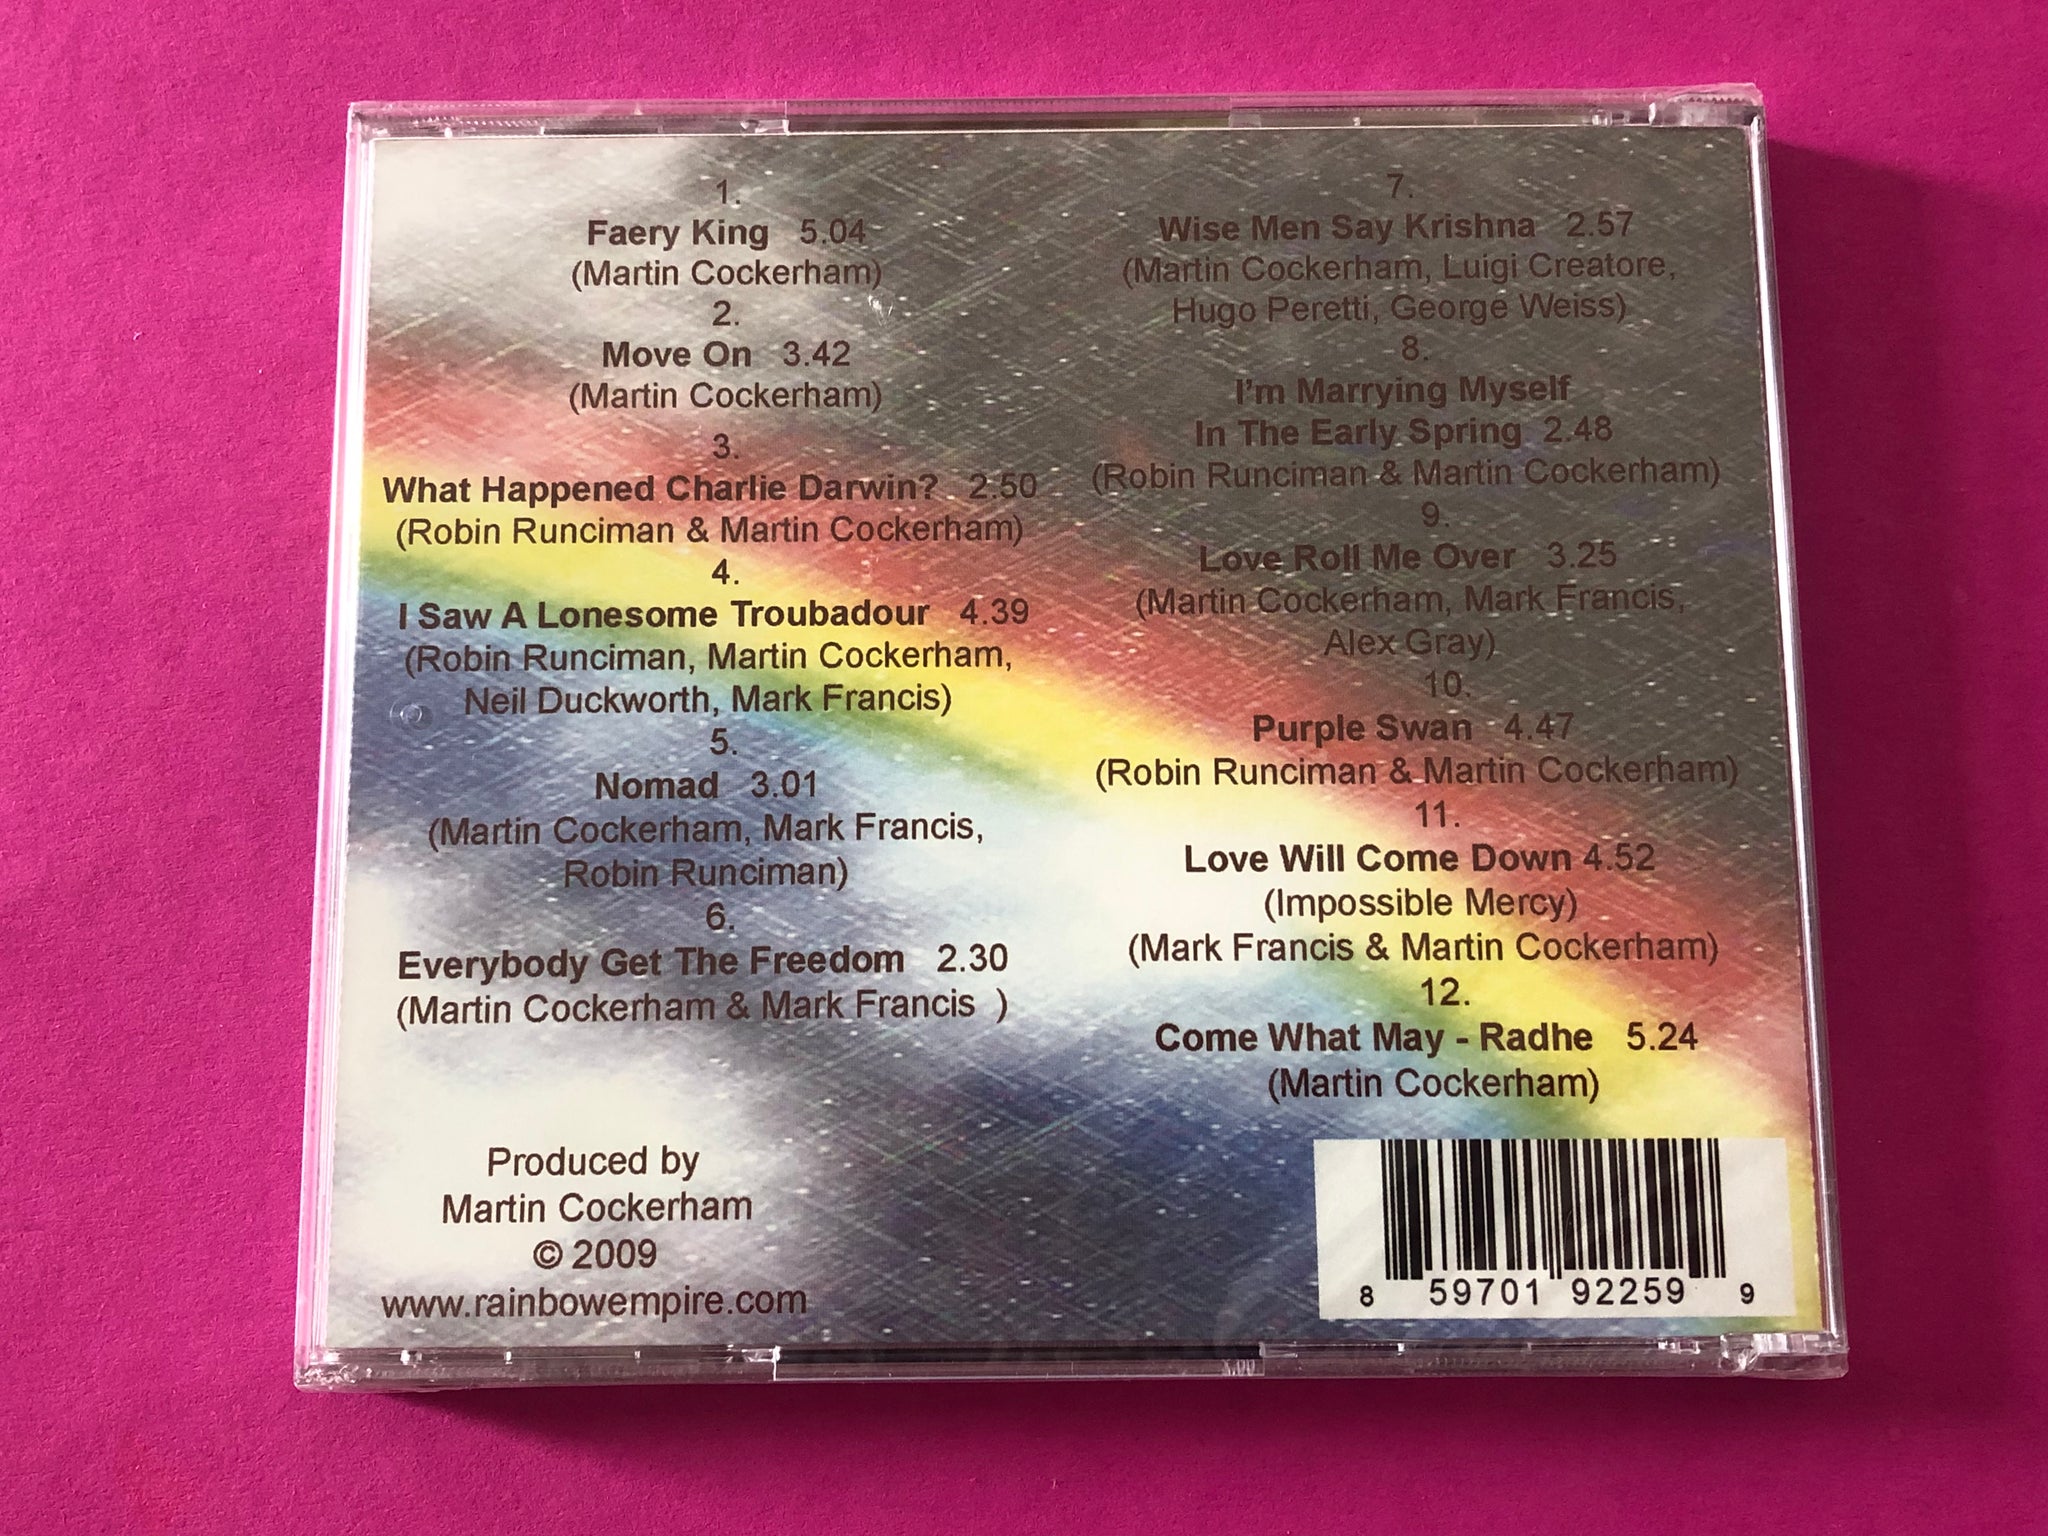 1.
Faery King 5.04
(Martin Cockerham)
2.
Move On 3.42
(Martin Cockerham)
3.
What Happened Charlie Darwin? 2.50
(Robin Runciman & Martin Cockerham)
4.
I Saw A Lonesome Troubadour 4.39
(Robin Runciman, Martin Cockerham,
Neil Duckworth, Mark Francis)
5.
Nomad 3.01
(Martin Cockerham, Mark Francis,
Robin Runciman)
6.
Everybody Get The Freedom 2.30
(Martin Cockerham & Mark Francis )
Produced by
Martin Cockerham
© 2009
www.rainbowempire.com
7.
Wise Men Say Krishna 2.57
(Martin Cockerham, Luigi Creatore,
Hugo Peretti, George Weiss)
8.
I'm Marrying Myself
In The Early Spring 2.48
(Robin Runciman & Martin Cockerham)
9.
Love Roll Me Over 3.25
(Martin Cockerham, Mark Francis,
Alex Gray)
10.
Purple Swan 4.47
(Robin Runciman & Martin Cockerham)
11.
Love Will Come Down 4.52
(Impossible Mercy)
(Mark Francis & Martin Cockerham)
12.
Come What May - Radhe 5.24
(Martin Cockerham)
8 59701 92259 9